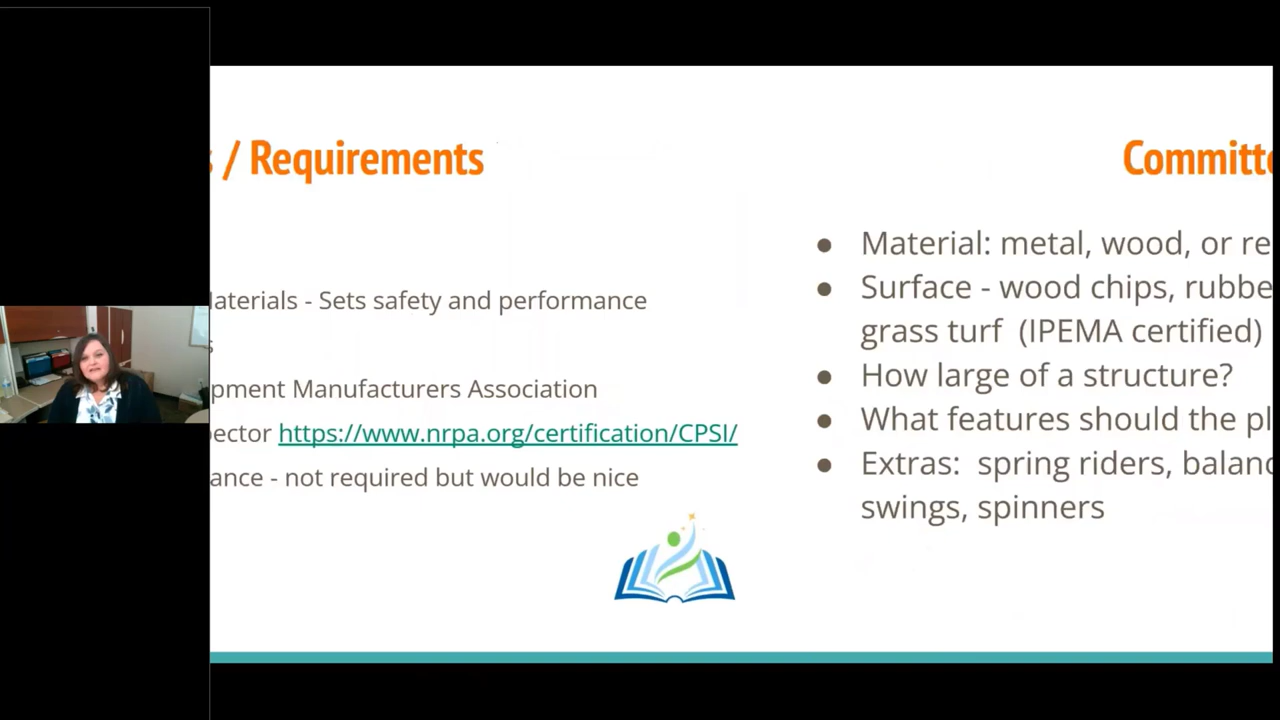 / Requirements
Materials - Sets safety and performance
pment Manufacturers Association
ector https://www.nrpa.org/certification/CPSI/
ance - not required but would be nice
Committe
● Material: metal, wood, or re
● Surface - wood chips, rubbe
grass turf (IPEMA certified)
● How large of a structure?
● What features should the pl
● Extras: spring riders, balanc
swings, spinners